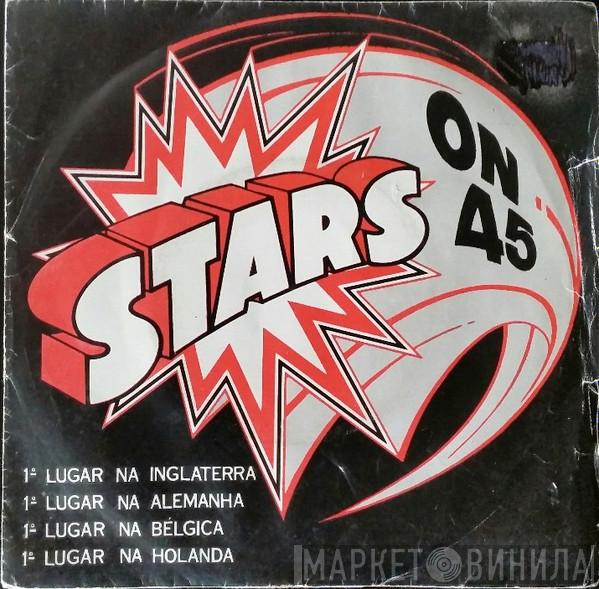 STARS
ON
45
1º LUGAR NA INGLATERRA
1º LUGAR NA ALEMANHA
1º LUGAR NA BÉLGICA
1º LUGAR NA HOLANDA
МАРКЕТ ВИНИЛА